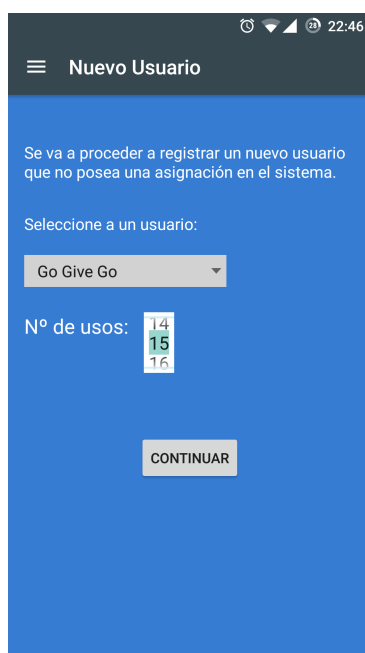 28 22:46
Nuevo Usuario
Se va a proceder a registrar un nuevo usuario
que no posea una asignación en el sistema.
Seleccione a un usuario:
Go Give Go
Nº de usos:
14
15
16
CONTINUAR